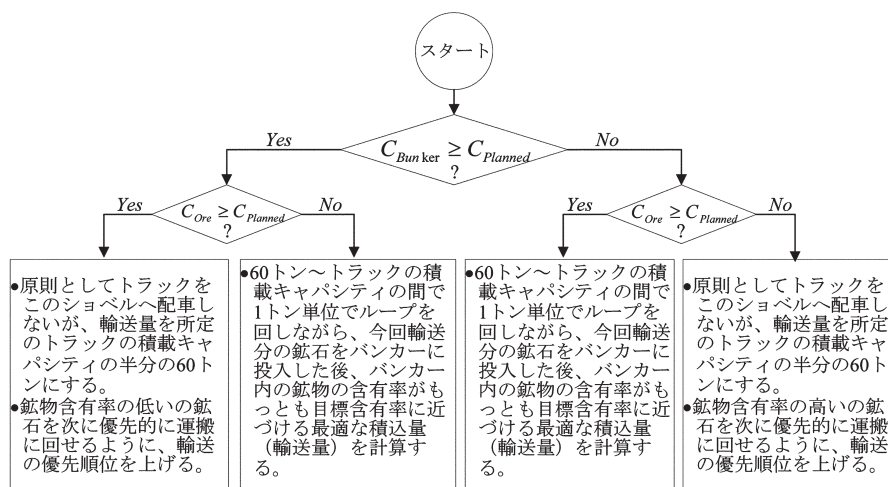 スタート
C_Bunker ≥ C_Planned
?
Yes
No
C_Ore ≥ C_Planned
?
Yes
No
C_Ore ≥ C_Planned
?
Yes
No
●原則としてトラックを
このショベルへ配車し
ないが、輸送量を所定
のトラックの積載キャ
パシティの半分の60ト
ンにする。
●鉱物含有率の低いの鉱
石を次に優先的に運搬
に回せるように、輸送
の優先順位を上げる。
●60トン～トラックの積
載キャパシティの間で
1トン単位でループを
回しながら、今回輸送
分の鉱石をバンカーに
投入した後、バンカー
内の鉱物の含有率がも
っとも目標含有率に近
づける最適な積込量
（輸送量）を計算す
る。
●60トン～トラックの積
載キャパシティの間で
1トン単位でループを
回しながら、今回輸送
分の鉱石をバンカーに
投入した後、バンカー
内の鉱物の含有率がも
っとも目標含有率に近
づける最適な積込量
（輸送量）を計算す
る。
●原則としてトラックを
このショベルへ配車し
ないが、輸送量を所定
のトラックの積載キャ
パシティの半分の60ト
ンにする。
●鉱物含有率の高いの鉱
石を次に優先的に運搬
に回せるように、輸送
の優先順位を上げる。